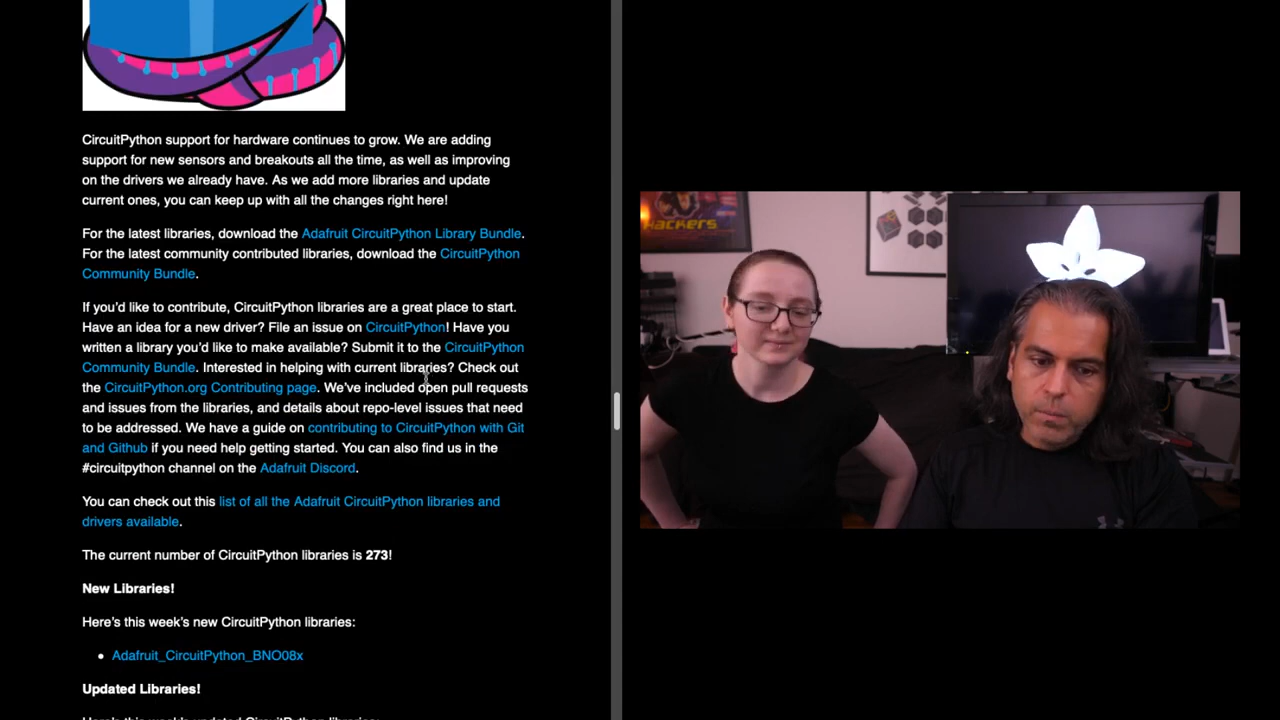 CircuitPython support for hardware continues to grow. We are adding
support for new sensors and breakouts all the time, as well as improving
on the drivers we already have. As we add more libraries and update
current ones, you can keep up with all the changes right here!
For the latest libraries, download the Adafruit CircuitPython Library Bundle.
For the latest community contributed libraries, download the CircuitPython
Community Bundle.
If you’d like to contribute, CircuitPython libraries are a great place to start.
Have an idea for a new driver? File an issue on CircuitPython! Have you
written a library you’d like to make available? Submit it to the CircuitPython
Community Bundle. Interested in helping with current libraries? Check out
the CircuitPython.org Contributing page. We’ve included open pull requests
and issues from the libraries, and details about repo-level issues that need
to be addressed. We have a guide on contributing to CircuitPython with Git
and Github if you need help getting started. You can also find us in the
#circuitpython channel on the Adafruit Discord.
You can check out this list of all the Adafruit CircuitPython libraries and
drivers available.
The current number of CircuitPython libraries is 273!
New Libraries!
Here’s this week’s new CircuitPython libraries:
Adafruit_CircuitPython_BNO08x
Updated Libraries!
Here’s this week’s updated CircuitPython libraries:
HACKERS